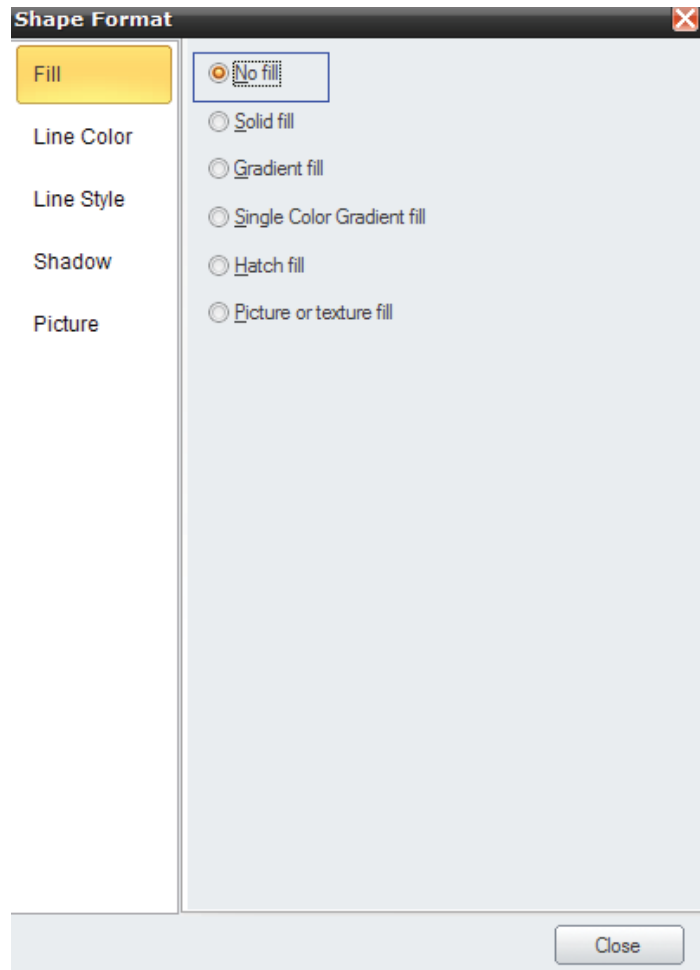 Shape Format
Fill
Line Color
Line Style
Shadow
Picture
No fill
Solid fill
Gradient fill
Single Color Gradient fill
Hatch fill
Picture or texture fill
Close